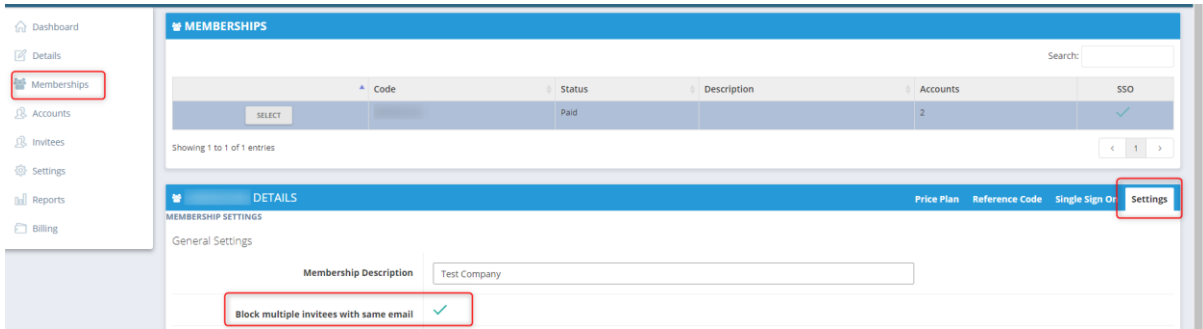 Dashboard
Details
Memberships
Accounts
Invitees
Settings
Reports
Billing
MEMBERSHIPS
Search:
Code Status Description Accounts SSO
SELECT Paid 2
Showing 1 to 1 of 1 entries
< 1 >
DETAILS Price Plan Reference Code Single Sign On Settings
MEMBERSHIP SETTINGS
General Settings
Membership Description Test Company
Block multiple invitees with same email